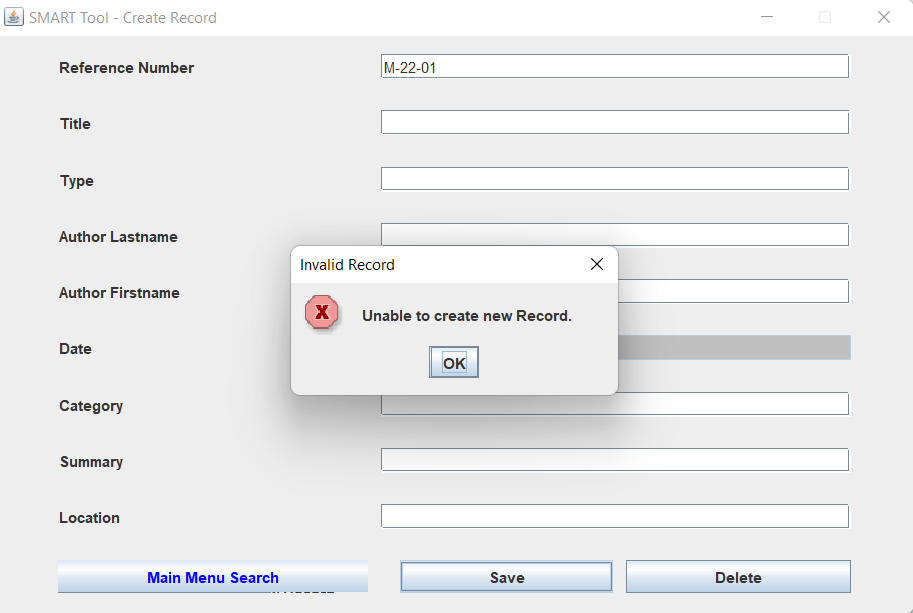 SMART Tool - Create Record
Reference Number
M-22-01
Title
Type
Author Lastname
Invalid Record
Author Firstname
Unable to create new Record.
Date
OK
Category
Summary
Location
Main Menu Search
Save
Delete